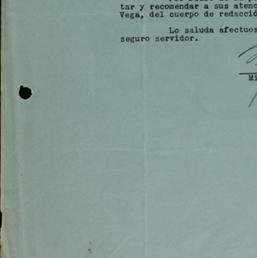 tar y recomendar a sus atenc
Vega, del cuerpo de redacció
Lo saluda afectuos
seguro servidor.